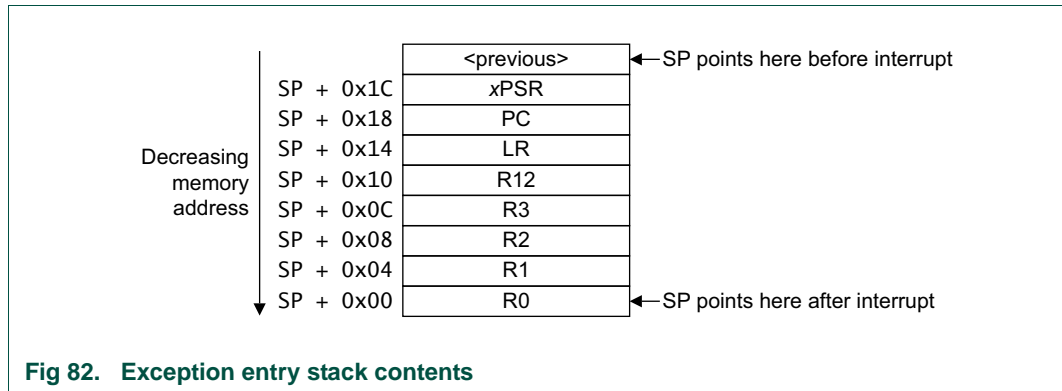 <previous> SP points here before interrupt
SP + 0x1C xPSR
SP + 0x18 PC
SP + 0x14 LR
Decreasing
memory
address
SP + 0x10 R12
SP + 0x0C R3
SP + 0x08 R2
SP + 0x04 R1
SP + 0x00 R0 SP points here after interrupt
Fig 82. Exception entry stack contents